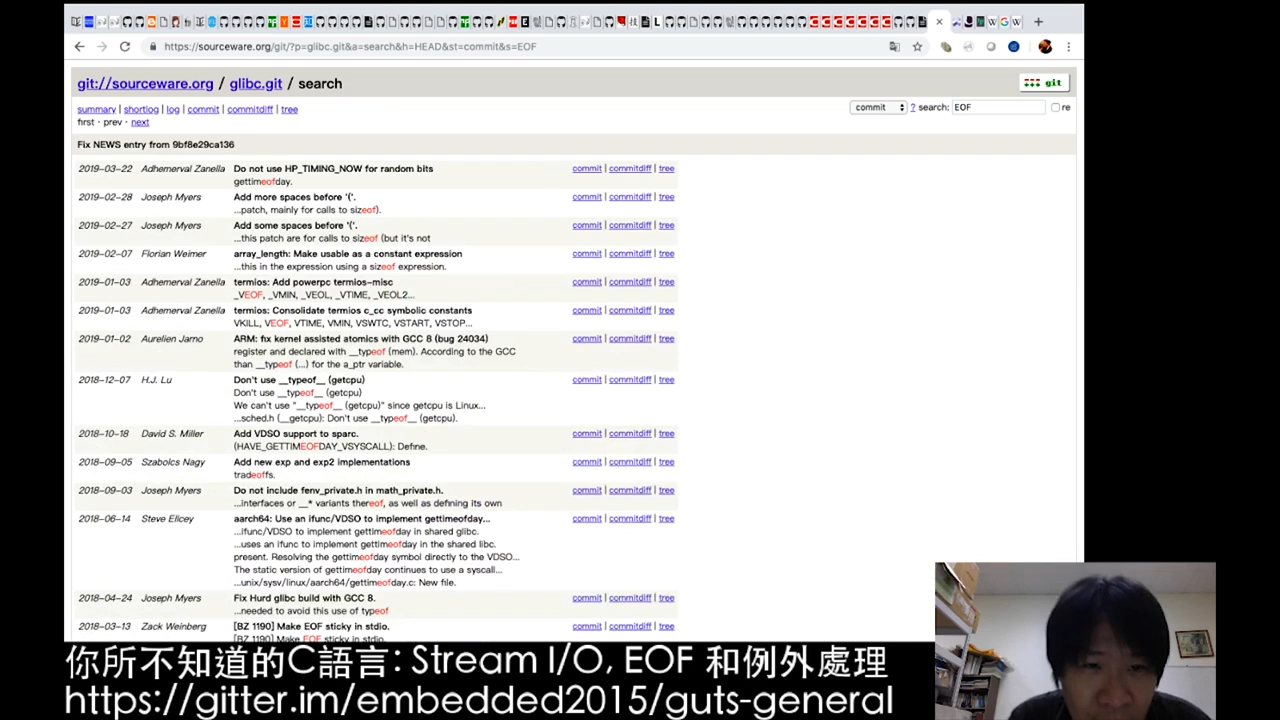 https://sourceware.org/git/?p=glibc.git&a=search&h=HEAD&st=commit&s=EOF
git://sourceware.org / glibc.git / search
git
summary | shortlog | log | commit | commitdiff | tree
commit ? search: EOF re
first · prev · next
Fix NEWS entry from 9bf8e29ca136
2019-03-22 Adhemerval Zanella Do not use HP_TIMING_NOW for random bits commit | commitdiff | tree
gettimeofday.
2019-02-28 Joseph Myers Add more spaces before '('. commit | commitdiff | tree
...patch, mainly for calls to sizeof).
2019-02-27 Joseph Myers Add some spaces before '('. commit | commitdiff | tree
...this patch are for calls to sizeof (but it's not
2019-02-07 Florian Weimer array_length: Make usable as a constant expression commit | commitdiff | tree
...this in the expression using a sizeof expression.
2019-01-03 Adhemerval Zanella termios: Add powerpc termios-misc commit | commitdiff | tree
_VEOF, _VMIN, _VEOL, _VTIME, _VEOL2...
2019-01-03 Adhemerval Zanella termios: Consolidate termios c_cc symbolic constants commit | commitdiff | tree
VKILL, VEOF, VTIME, VMIN, VSWTC, VSTART, VSTOP...
2019-01-02 Aurelien Jarno ARM: fix kernel assisted atomics with GCC 8 (bug 24034) commit | commitdiff | tree
register and declared with __typeof (mem). According to the GCC
than __typeof (...) for the a_ptr variable.
2018-12-07 H.J. Lu Don't use __typeof__ (getcpu) commit | commitdiff | tree
Don't use __typeof__ (getcpu)
We can't use "__typeof__ (getcpu)" since getcpu is Linux...
...sched.h (__getcpu): Don't use __typeof__ (getcpu).
2018-10-18 David S. Miller Add VDSO support to sparc. commit | commitdiff | tree
(HAVE_GETTIMEOFDAY_VSYSCALL): Define.
2018-09-05 Szabolcs Nagy Add new exp and exp2 implementations commit | commitdiff | tree
tradeoffs.
2018-09-03 Joseph Myers Do not include fenv_private.h in math_private.h. commit | commitdiff | tree
...interfaces or __* variants thereof, as well as defining its own
2018-06-14 Steve Ellcey aarch64: Use an ifunc/VDSO to implement gettimeofday... commit | commitdiff | tree
...ifunc/VDSO to implement gettimeofday in shared glibc.
...uses an ifunc to implement gettimeofday in the shared libc.
present. Resolving the gettimeofday symbol directly to the VDSO...
The static version of gettimeofday continues to use a syscall...
...unix/sysv/linux/aarch64/gettimeofday.c: New file.
2018-04-24 Joseph Myers Fix Hurd glibc build with GCC 8. commit | commitdiff | tree
...needed to avoid this use of typeof
2018-03-13 Zack Weinberg [BZ 1190] Make EOF sticky in stdio. commit | commitdiff | tree
[BZ 1190] Make EOF sticky in stdio.
你所不知道的C語言: Stream I/O, EOF 和例外處理
https://gitter.im/embedded2015/guts-general